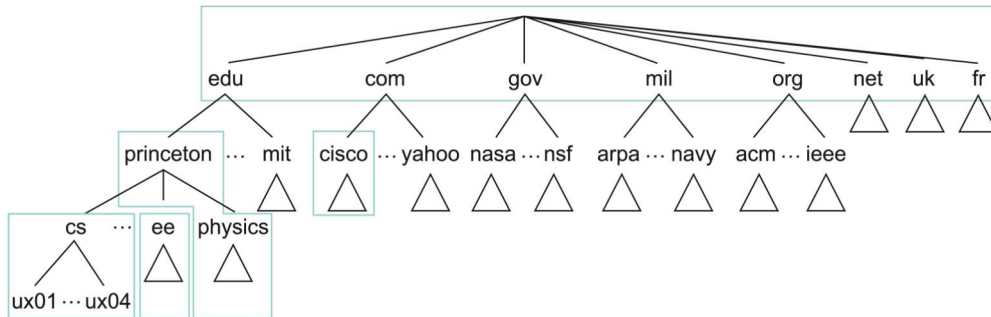 edu com gov mil org net uk fr
princeton ··· mit cisco ··· yahoo nasa ··· nsf arpa ··· navy acm ··· ieee
cs ··· ee physics
ux01 ··· ux04